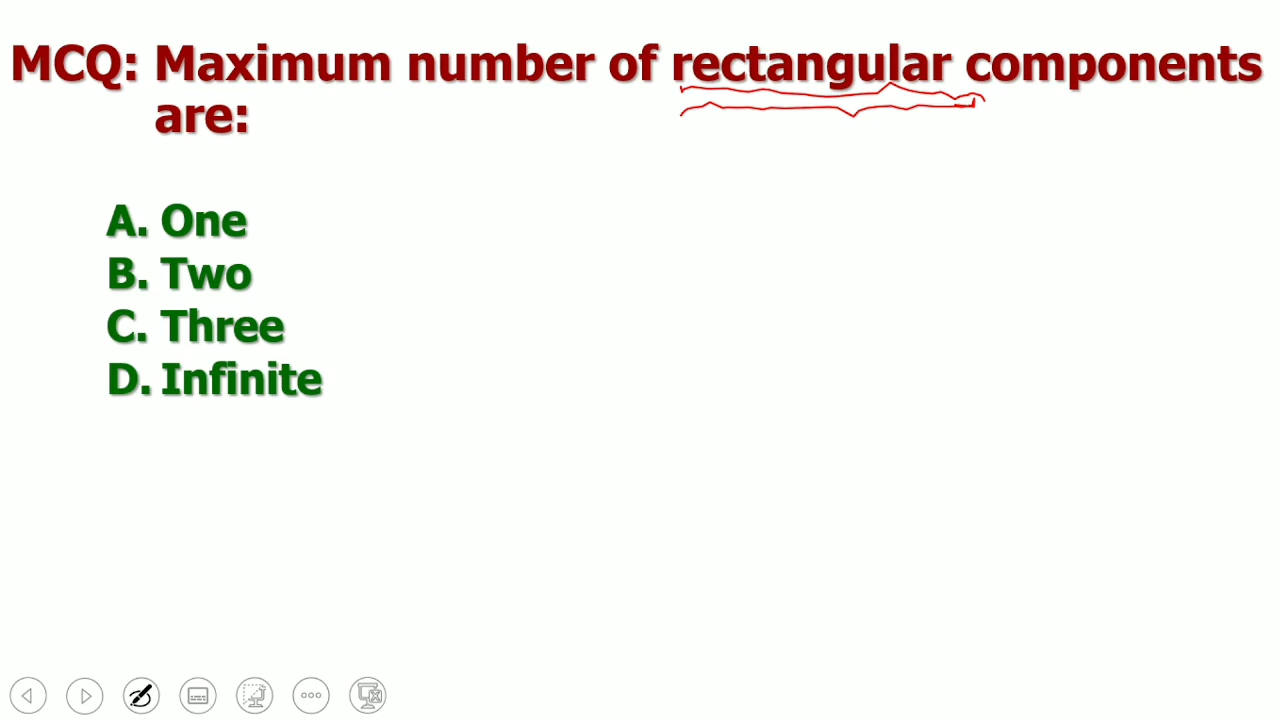 MCQ: Maximum number of rectangular components
are:
A. One
B. Two
C. Three
D. Infinite